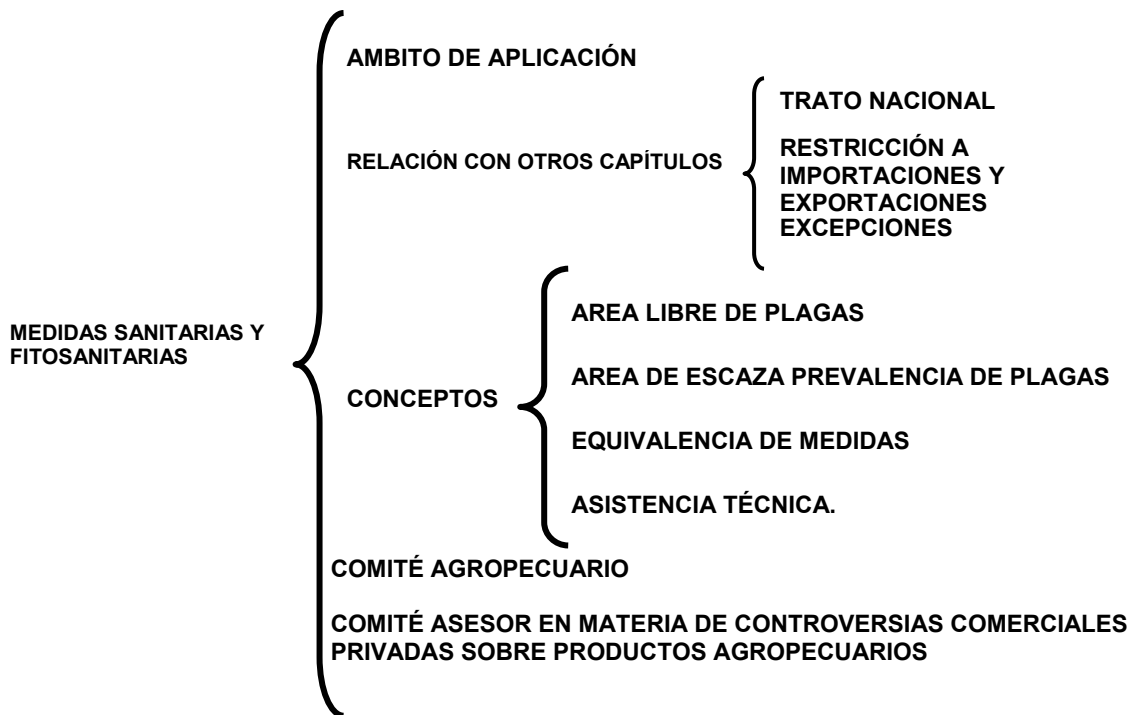 MEDIDAS SANITARIAS Y
FITOSANITARIAS
AMBITO DE APLICACIÓN
RELACIÓN CON OTROS CAPÍTULOS
TRATO NACIONAL
RESTRICCIÓN A
IMPORTACIONES Y
EXPORTACIONES
EXCEPCIONES
CONCEPTOS
AREA LIBRE DE PLAGAS
AREA DE ESCAZA PREVALENCIA DE PLAGAS
EQUIVALENCIA DE MEDIDAS
ASISTENCIA TÉCNICA.
COMITÉ AGROPECUARIO
COMITÉ ASESOR EN MATERIA DE CONTROVERSIAS COMERCIALES
PRIVADAS SOBRE PRODUCTOS AGROPECUARIOS